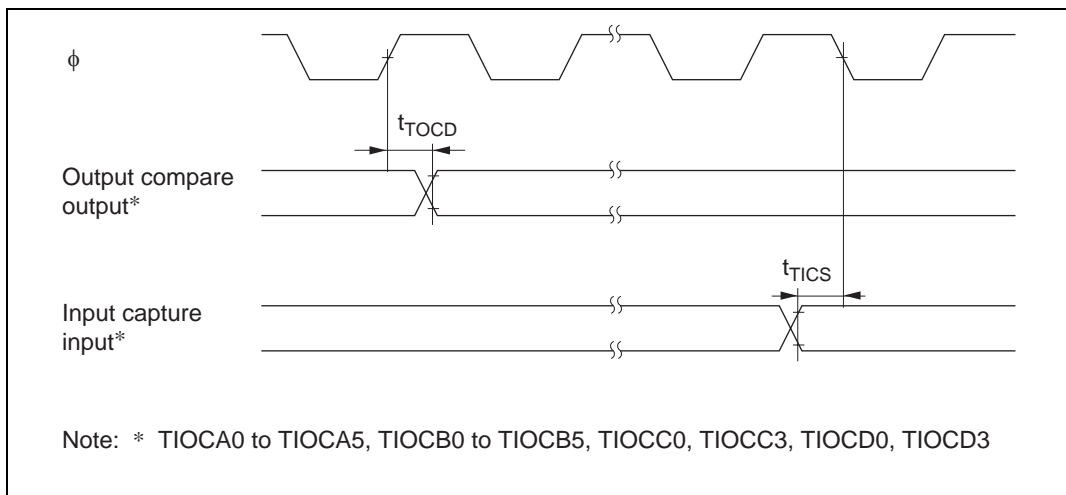 ϕ
tTOCD
Output compare
output*
tTICS
Input capture
input*
Note: * TIOCA0 to TIOCA5, TIOCB0 to TIOCB5, TIOCC0, TIOCC3, TIOCD0, TIOCD3